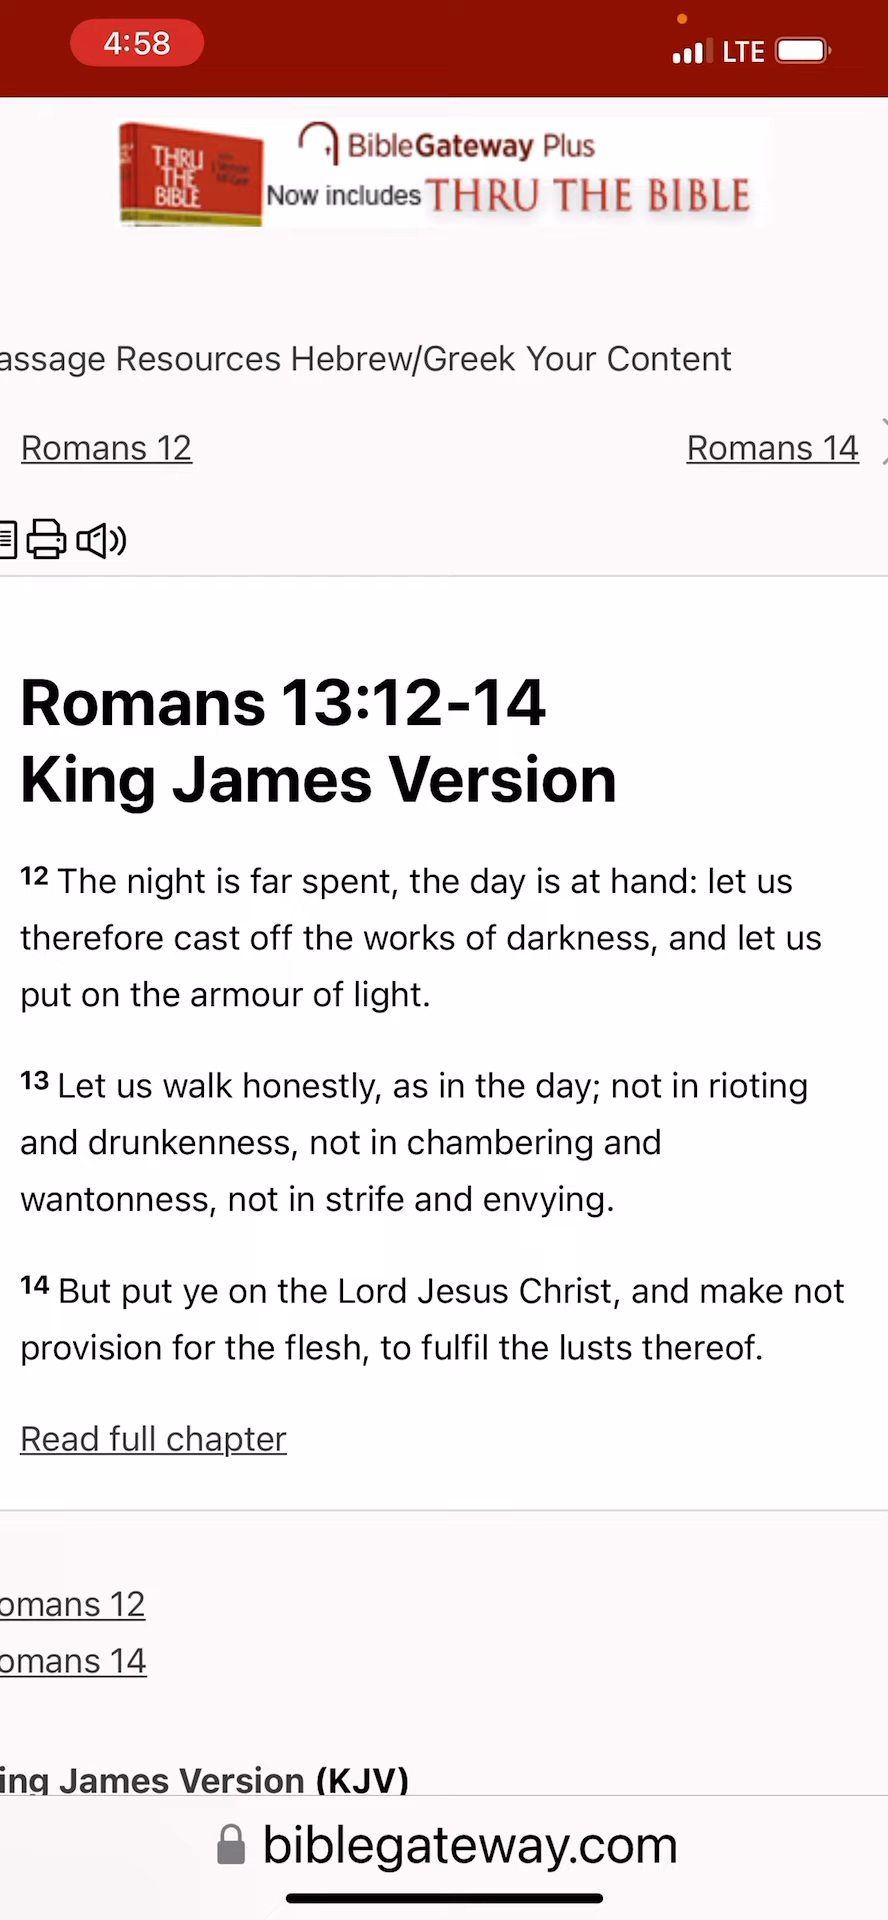 4:58
LTE
THRU
THE
BIBLE
BibleGateway Plus
Now includes THRU THE BIBLE
assage Resources Hebrew/Greek Your Content
Romans 12
Romans 14
Romans 13:12-14
King James Version
12 The night is far spent, the day is at hand: let us
therefore cast off the works of darkness, and let us
put on the armour of light.
13 Let us walk honestly, as in the day; not in rioting
and drunkenness, not in chambering and
wantonness, not in strife and envying.
14 But put ye on the Lord Jesus Christ, and make not
provision for the flesh, to fulfil the lusts thereof.
Read full chapter
omans 12
omans 14
ing James Version (KJV)
biblegateway.com